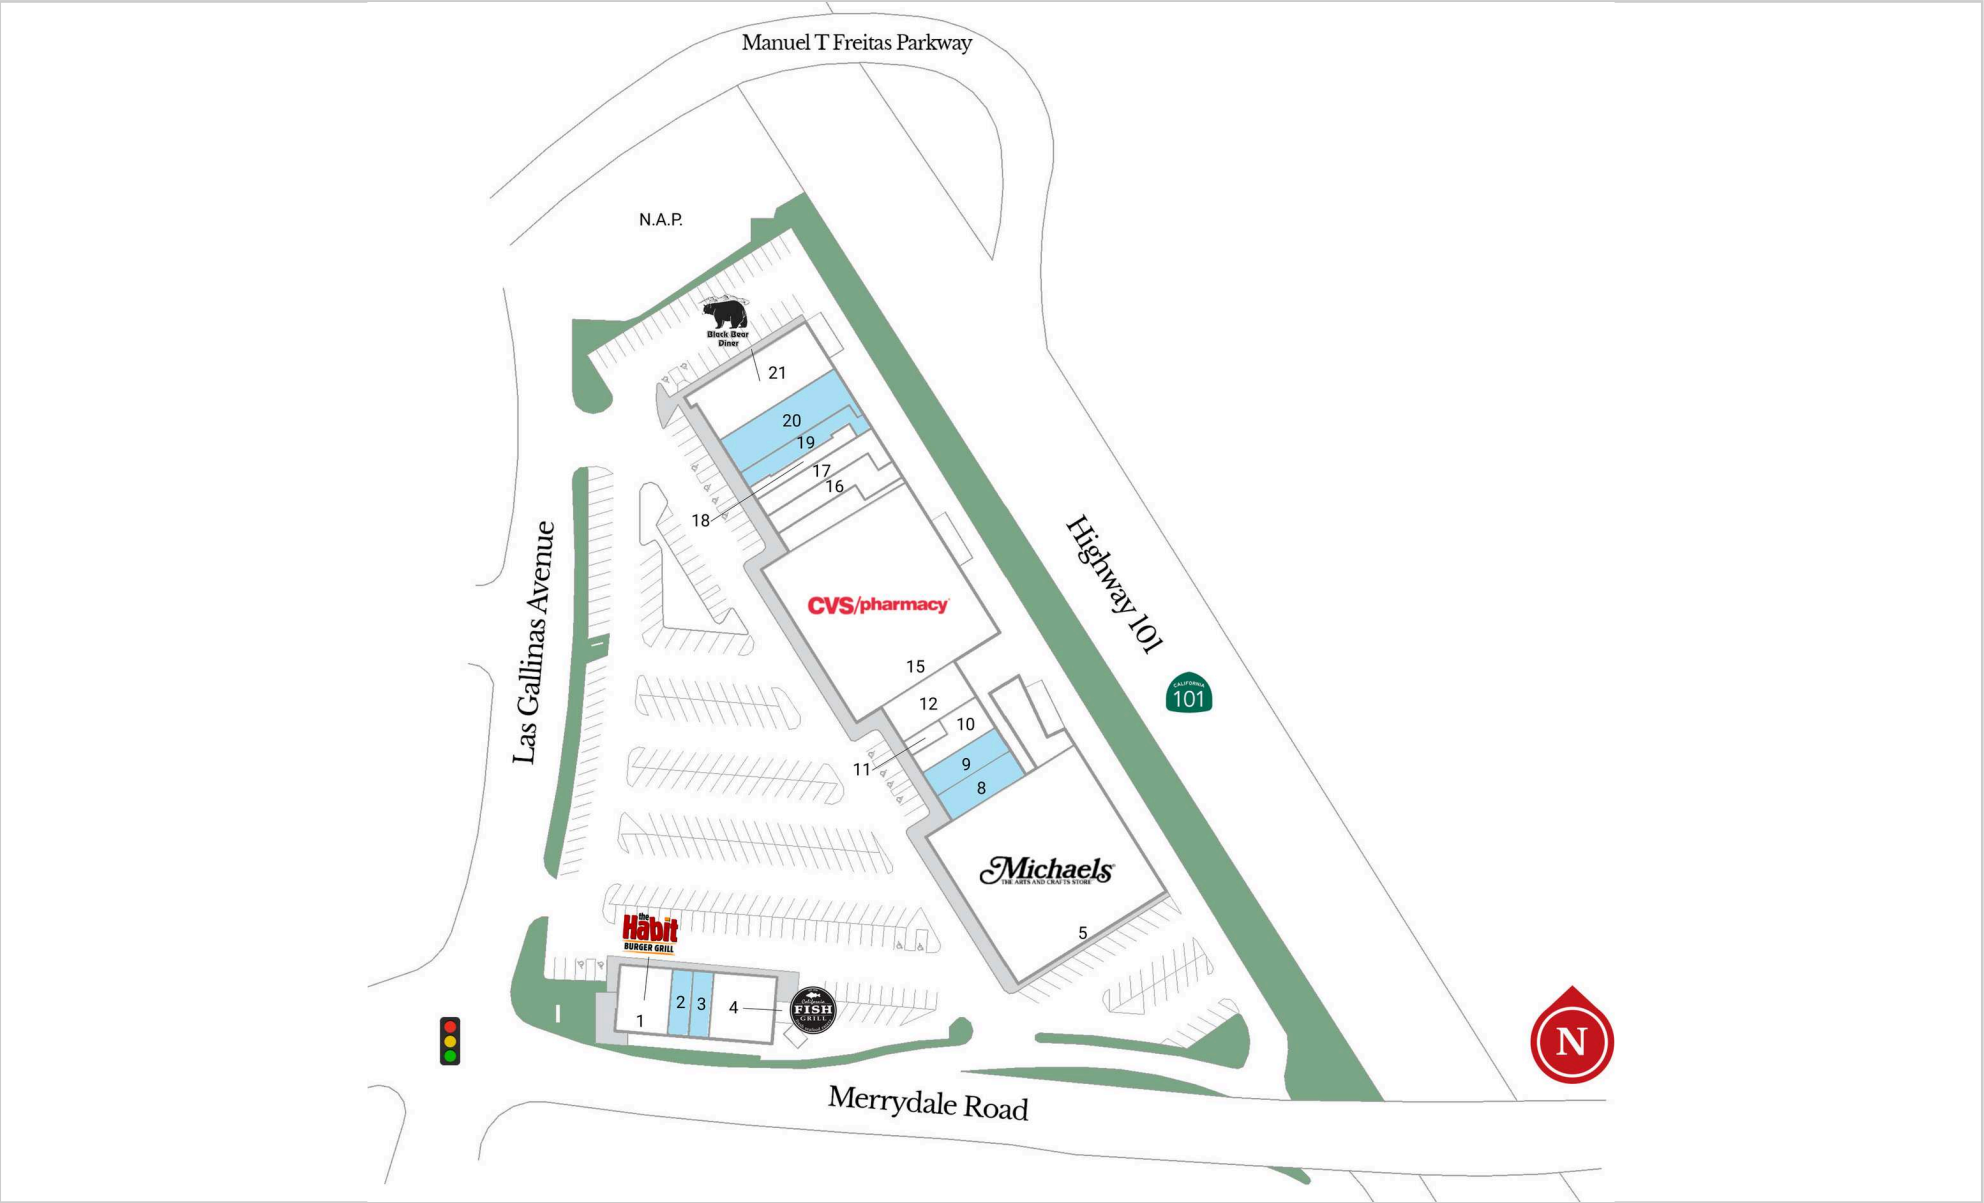 Manuel T Freitas Parkway
N.A.P.
Black Bear
Diner
21
20
19
17
16
18
Las Gallinas Avenue
Highway 101
CALIFORNIA
101
CVS/pharmacy
15
12
10
11
9
8
Michaels
THE ARTS AND CRAFTS STORE
5
the
Habit
BURGER GRILL
1
2
3
4
California
FISH
GRILL
N
Merrydale Road